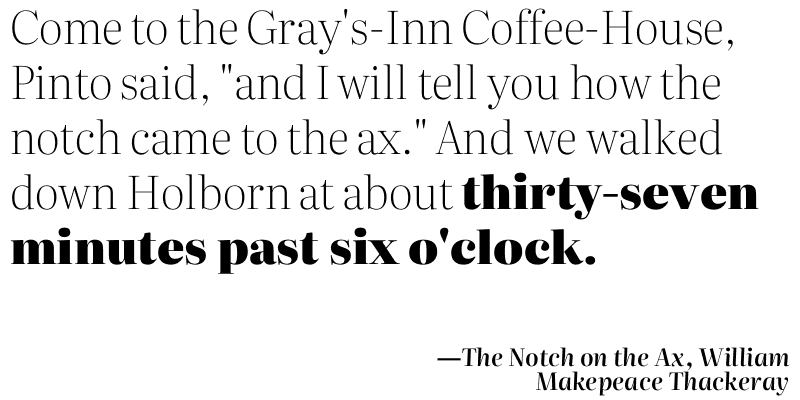 Come to the Gray's-Inn Coffee-House,
Pinto said, "and I will tell you how the
notch came to the ax." And we walked
down Holborn at about thirty-seven
minutes past six o'clock.
—The Notch on the Ax, William
Makepeace Thackeray